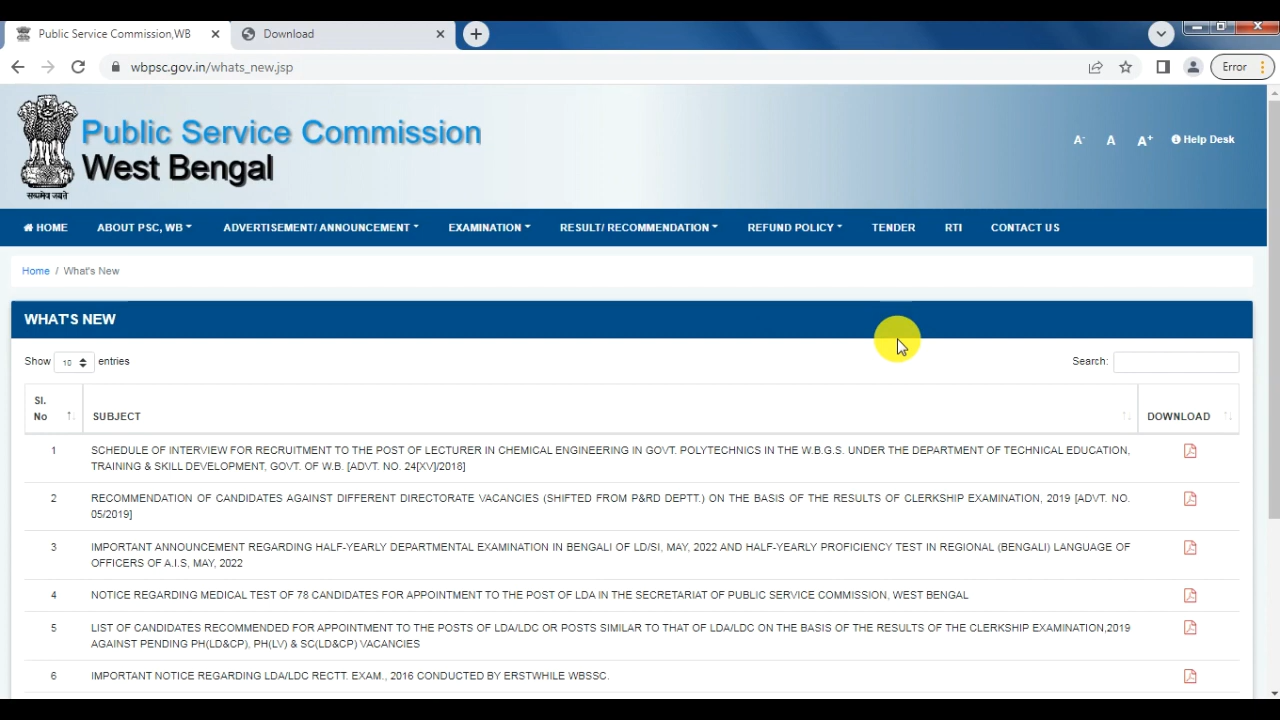 Public Service Commission,WB
Download
wbpsc.gov.in/whats_new.jsp
Error
सत्यमेव जयते
Public Service Commission
West Bengal
A- A A+ Help Desk
HOME ABOUT PSC, WB ADVERTISEMENT/ ANNOUNCEMENT EXAMINATION RESULT/ RECOMMENDATION REFUND POLICY TENDER RTI CONTACT US
Home / What's New
WHAT'S NEW
Show 10 entries Search:
Sl.
No SUBJECT DOWNLOAD
1 SCHEDULE OF INTERVIEW FOR RECRUITMENT TO THE POST OF LECTURER IN CHEMICAL ENGINEERING IN GOVT. POLYTECHNICS IN THE W.B.G.S. UNDER THE DEPARTMENT OF TECHNICAL EDUCATION,
TRAINING & SKILL DEVELOPMENT, GOVT. OF W.B. [ADVT. NO. 24[XV]/2018]
2 RECOMMENDATION OF CANDIDATES AGAINST DIFFERENT DIRECTORATE VACANCIES (SHIFTED FROM P&RD DEPTT.) ON THE BASIS OF THE RESULTS OF CLERKSHIP EXAMINATION, 2019 [ADVT. NO.
05/2019]
3 IMPORTANT ANNOUNCEMENT REGARDING HALF-YEARLY DEPARTMENTAL EXAMINATION IN BENGALI OF LD/SI, MAY, 2022 AND HALF-YEARLY PROFICIENCY TEST IN REGIONAL (BENGALI) LANGUAGE OF
OFFICERS OF A.I.S, MAY, 2022
4 NOTICE REGARDING MEDICAL TEST OF 78 CANDIDATES FOR APPOINTMENT TO THE POST OF LDA IN THE SECRETARIAT OF PUBLIC SERVICE COMMISSION, WEST BENGAL
5 LIST OF CANDIDATES RECOMMENDED FOR APPOINTMENT TO THE POSTS OF LDA/LDC OR POSTS SIMILAR TO THAT OF LDA/LDC ON THE BASIS OF THE RESULTS OF THE CLERKSHIP EXAMINATION,2019
AGAINST PENDING PH(LD&CP), PH(LV) & SC(LD&CP) VACANCIES
6 IMPORTANT NOTICE REGARDING LDA/LDC RECTT. EXAM., 2016 CONDUCTED BY ERSTWHILE WBSSC.